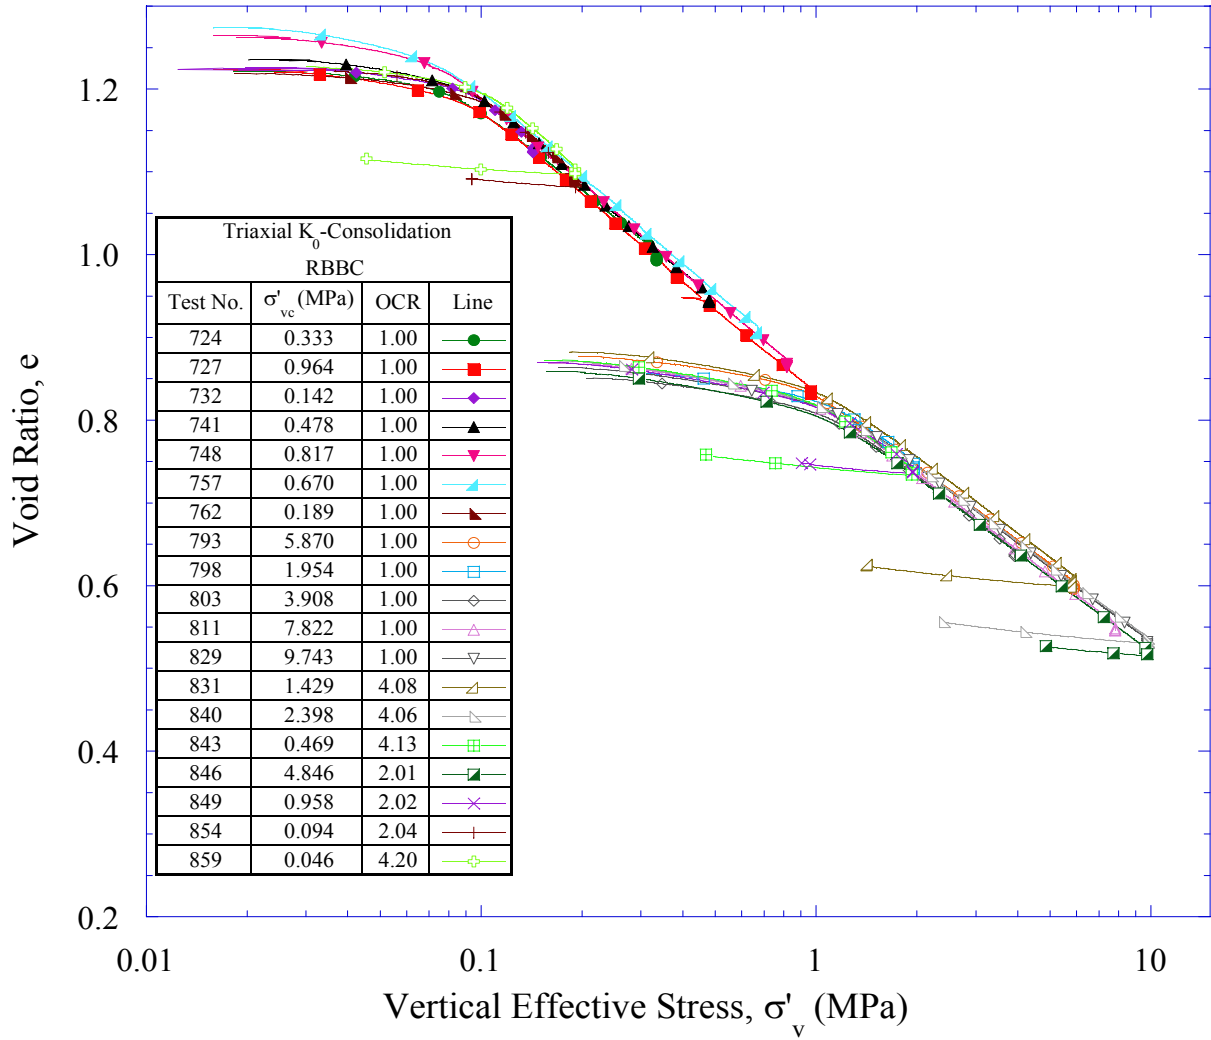 1.2
1.0
0.8
0.6
0.4
0.2
0.01
0.1
1
10
Void Ratio, e
Vertical Effective Stress, σ'v (MPa)
Triaxial K0-Consolidation
RBBC
Test No. σ'vc (MPa) OCR Line
724 0.333 1.00
727 0.964 1.00
732 0.142 1.00
741 0.478 1.00
748 0.817 1.00
757 0.670 1.00
762 0.189 1.00
793 5.870 1.00
798 1.954 1.00
803 3.908 1.00
811 7.822 1.00
829 9.743 1.00
831 1.429 4.08
840 2.398 4.06
843 0.469 4.13
846 4.846 2.01
849 0.958 2.02
854 0.094 2.04
859 0.046 4.20